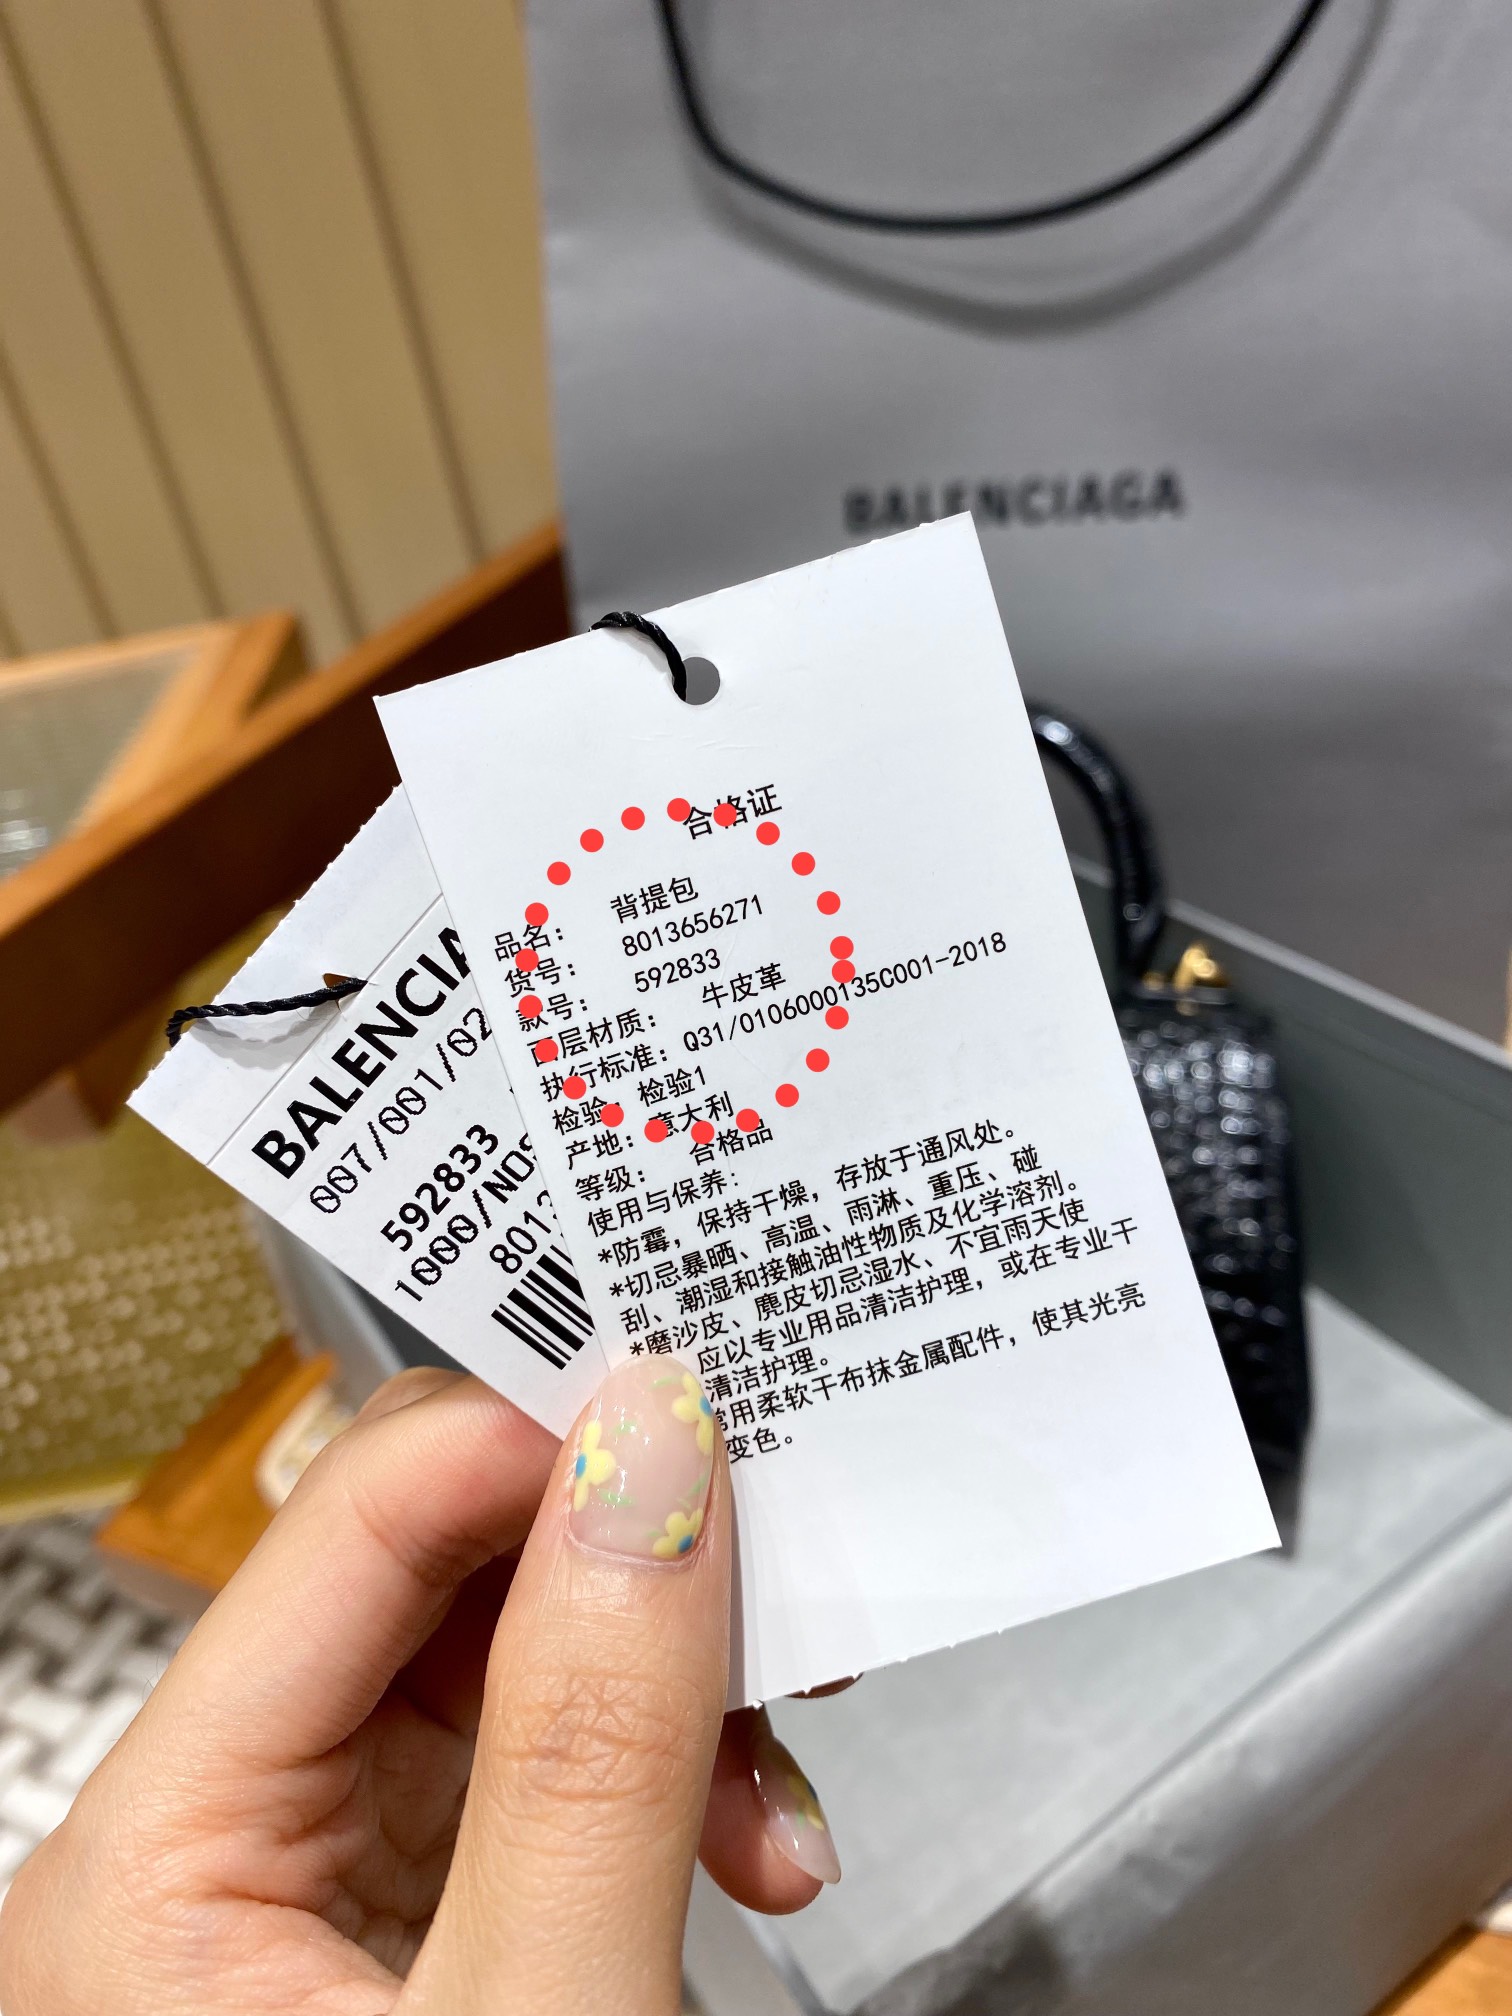 BALENCIAGA
合格证
品名： 背提包
货号： 8013656271
款号： 592833
面层材质： 牛皮革
执行标准：Q31/0106000135C001-2018
检验： 检验1
产地： 意大利
等级： 合格品
使用与保养：
*防霉，保持干燥，存放于通风处。
*切忌暴晒、高温、雨淋、重压、碰
刮、潮湿和接触油性物质及化学溶剂。
*磨沙皮、麂皮切忌湿水、不宜雨天使
应以专业用品清洁护理，或在专业干
清洁护理。
常用柔软干布抹金属配件，使其光亮
变色。
BALENCIA
007/001/02
592833
1000/NOS
8013